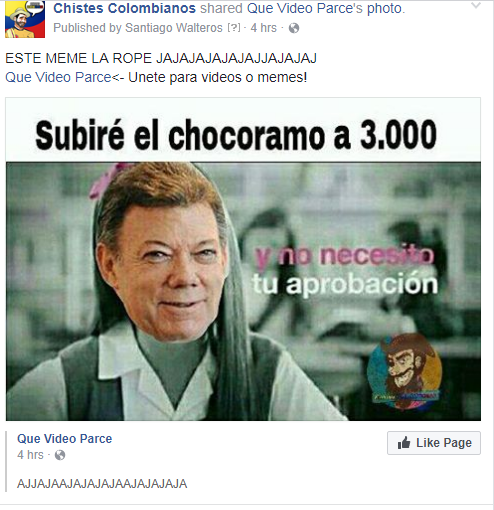 Chistes Colombianos shared Que Video Parce's photo.
Published by Santiago Walteros [?] · 4 hrs ·
ESTE MEME LA ROPE JAJAJAJAJAJAJJAJAJAJ
Que Video Parce<- Unete para videos o memes!
Subiré el chocoramo a 3.000
y no necesito
tu aprobación
Que Video Parce
4 hrs ·
Like Page
AJJAJAAJAJAJAJAAJAJAJAJA